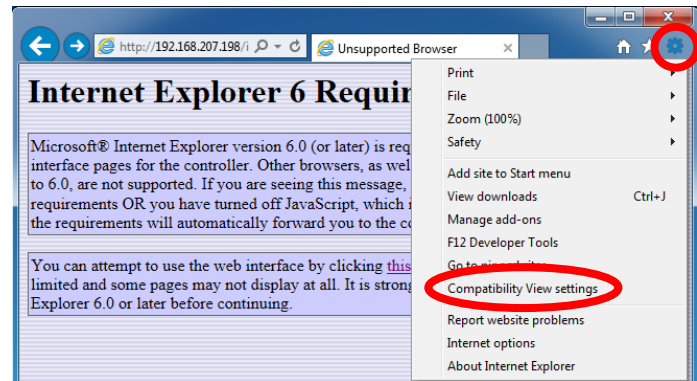 http://192.168.207.198/i
Unsupported Browser
Internet Explorer 6 Requir
Microsoft® Internet Explorer version 6.0 (or later) is req
interface pages for the controller. Other browsers, as wel
to 6.0, are not supported. If you are seeing this message,
requirements OR you have turned off JavaScript, which i
the requirements will automatically forward you to the co
You can attempt to use the web interface by clicking this
limited and some pages may not display at all. It is strong
Explorer 6.0 or later before continuing.
Print
File
Zoom (100%)
Safety
Add site to Start menu
View downloads Ctrl+J
Manage add-ons
F12 Developer Tools
Go to pinned sites
Compatibility View settings
Report website problems
Internet options
About Internet Explorer